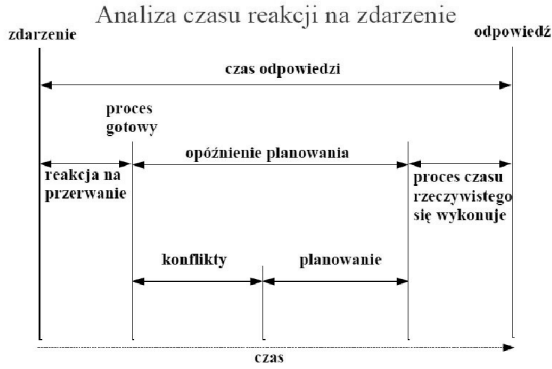 Analiza czasu reakcji na zdarzenie
zdarzenie
odpowiedź
czas odpowiedzi
proces
gotowy
opóźnienie planowania
reakcja na
przerwanie
proces czasu
rzeczywistego
się wykonuje
konflikty
planowanie
czas